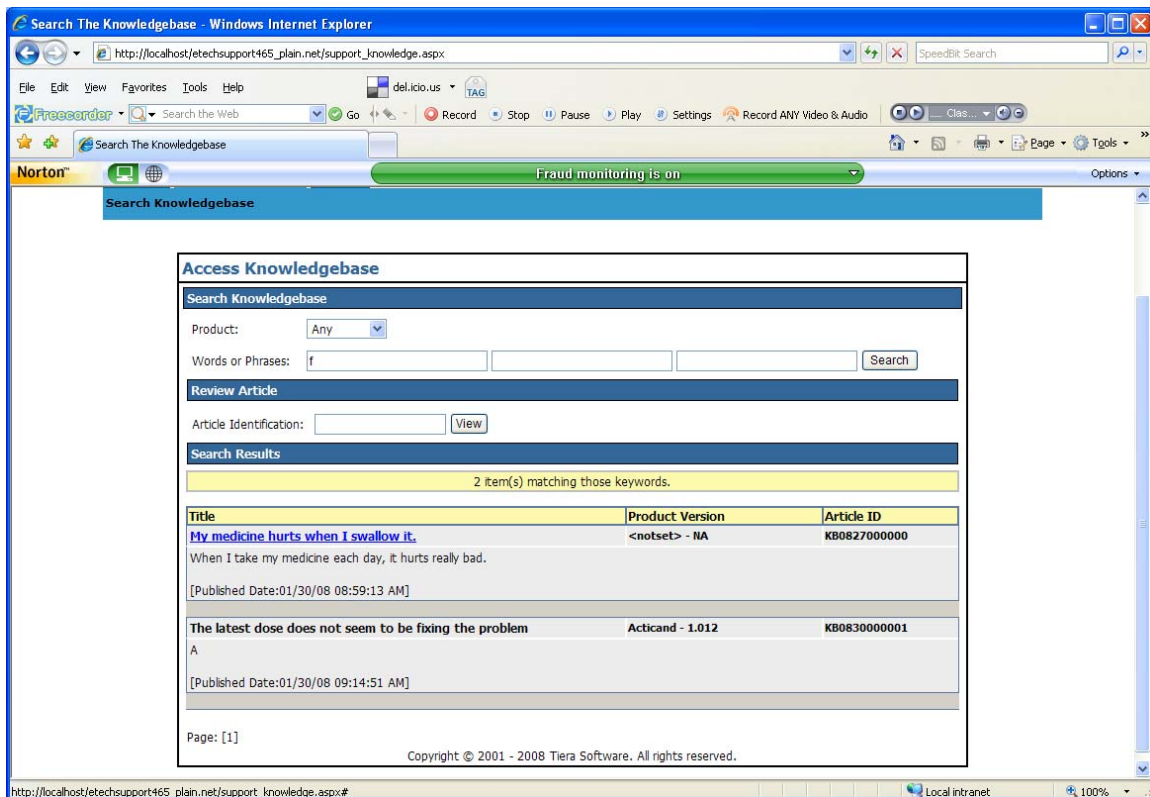 Search The Knowledgebase - Windows Internet Explorer
http://localhost/etechsupport465_plain.net/support_knowledge.aspx
SpeedBit Search
File Edit View Favorites Tools Help
del.icio.us TAG
Freecorder Search the Web Go Record Stop Pause Play Settings Record ANY Video & Audio Clas...
Search The Knowledgebase
Page Tools »
Norton™ Fraud monitoring is on Options
Search Knowledgebase
Access Knowledgebase
Search Knowledgebase
Product: Any
Words or Phrases: f Search
Review Article
Article Identification: View
Search Results
2 item(s) matching those keywords.
Title Product Version Article ID
My medicine hurts when I swallow it. <notset> - NA KB0827000000
When I take my medicine each day, it hurts really bad.
[Published Date:01/30/08 08:59:13 AM]
The latest dose does not seem to be fixing the problem Acticand - 1.012 KB0830000001
A
[Published Date:01/30/08 09:14:51 AM]
Page: [1]
Copyright © 2001 - 2008 Tiera Software. All rights reserved.
http://localhost/etechsupport465_plain.net/support_knowledge.aspx# Local intranet 100%